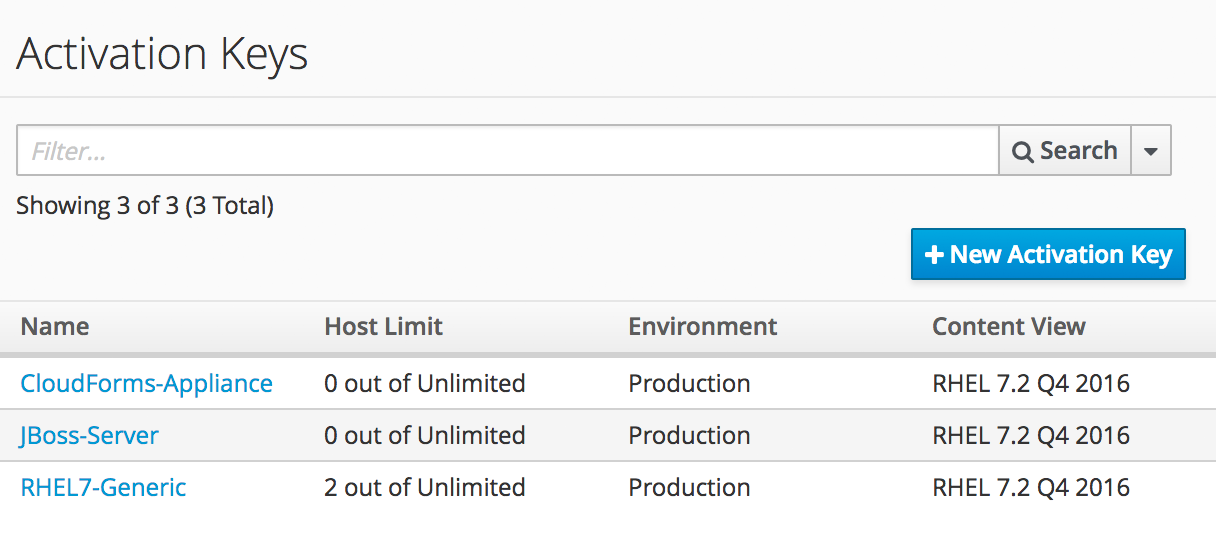 Activation Keys
Filter...
Search
Showing 3 of 3 (3 Total)
+ New Activation Key
Name Host Limit Environment Content View
CloudForms-Appliance 0 out of Unlimited Production RHEL 7.2 Q4 2016
JBoss-Server 0 out of Unlimited Production RHEL 7.2 Q4 2016
RHEL7-Generic 2 out of Unlimited Production RHEL 7.2 Q4 2016